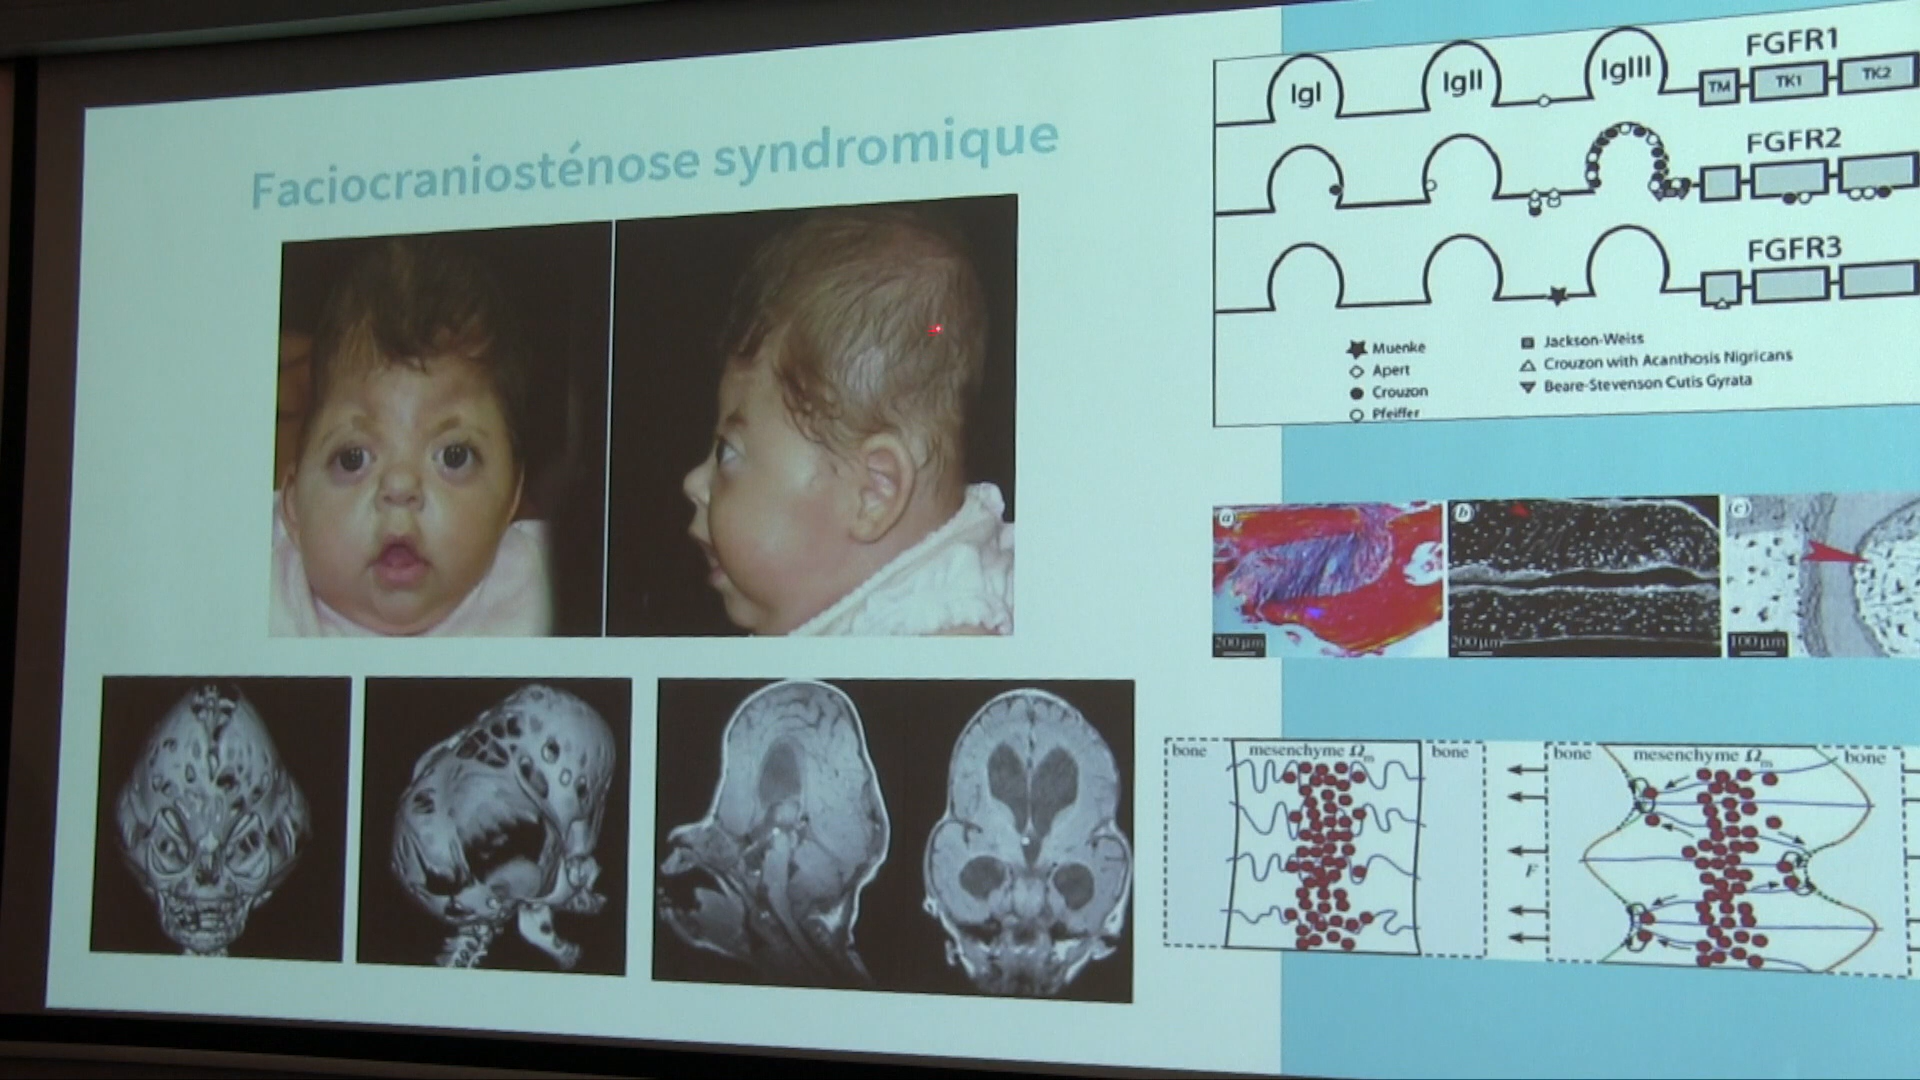 Faciocraniosténose syndromique
IgI
IgII
IgIII
FGFR1
TM
TK1
TK2
FGFR2
FGFR3
Muenke
Apert
Crouzon
Pfeiffer
Jackson-Weiss
Crouzon with Acanthosis Nigricans
Beare-Stevenson Cutis Gyrata
a
b
(c)
200 μm
200 μm
100 μm
bone
mesenchyme Ωm
bone
F
bone
mesenchyme Ωm
bone